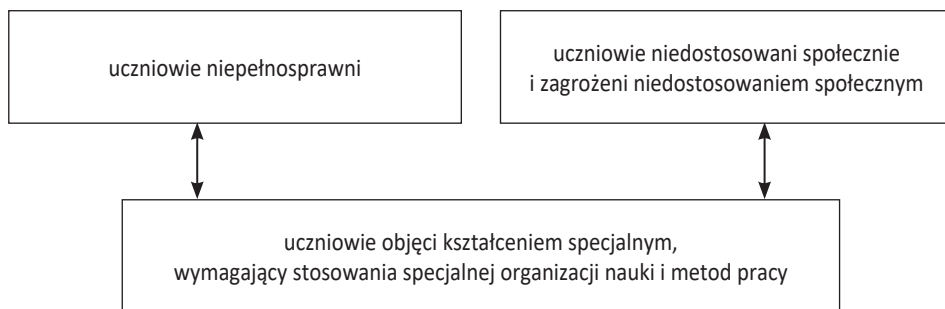 uczniowie niepełnosprawni
uczniowie niedostosowani społecznie
i zagrożeni niedostosowaniem społecznym
uczniowie objęci kształceniem specjalnym,
wymagający stosowania specjalnej organizacji nauki i metod pracy